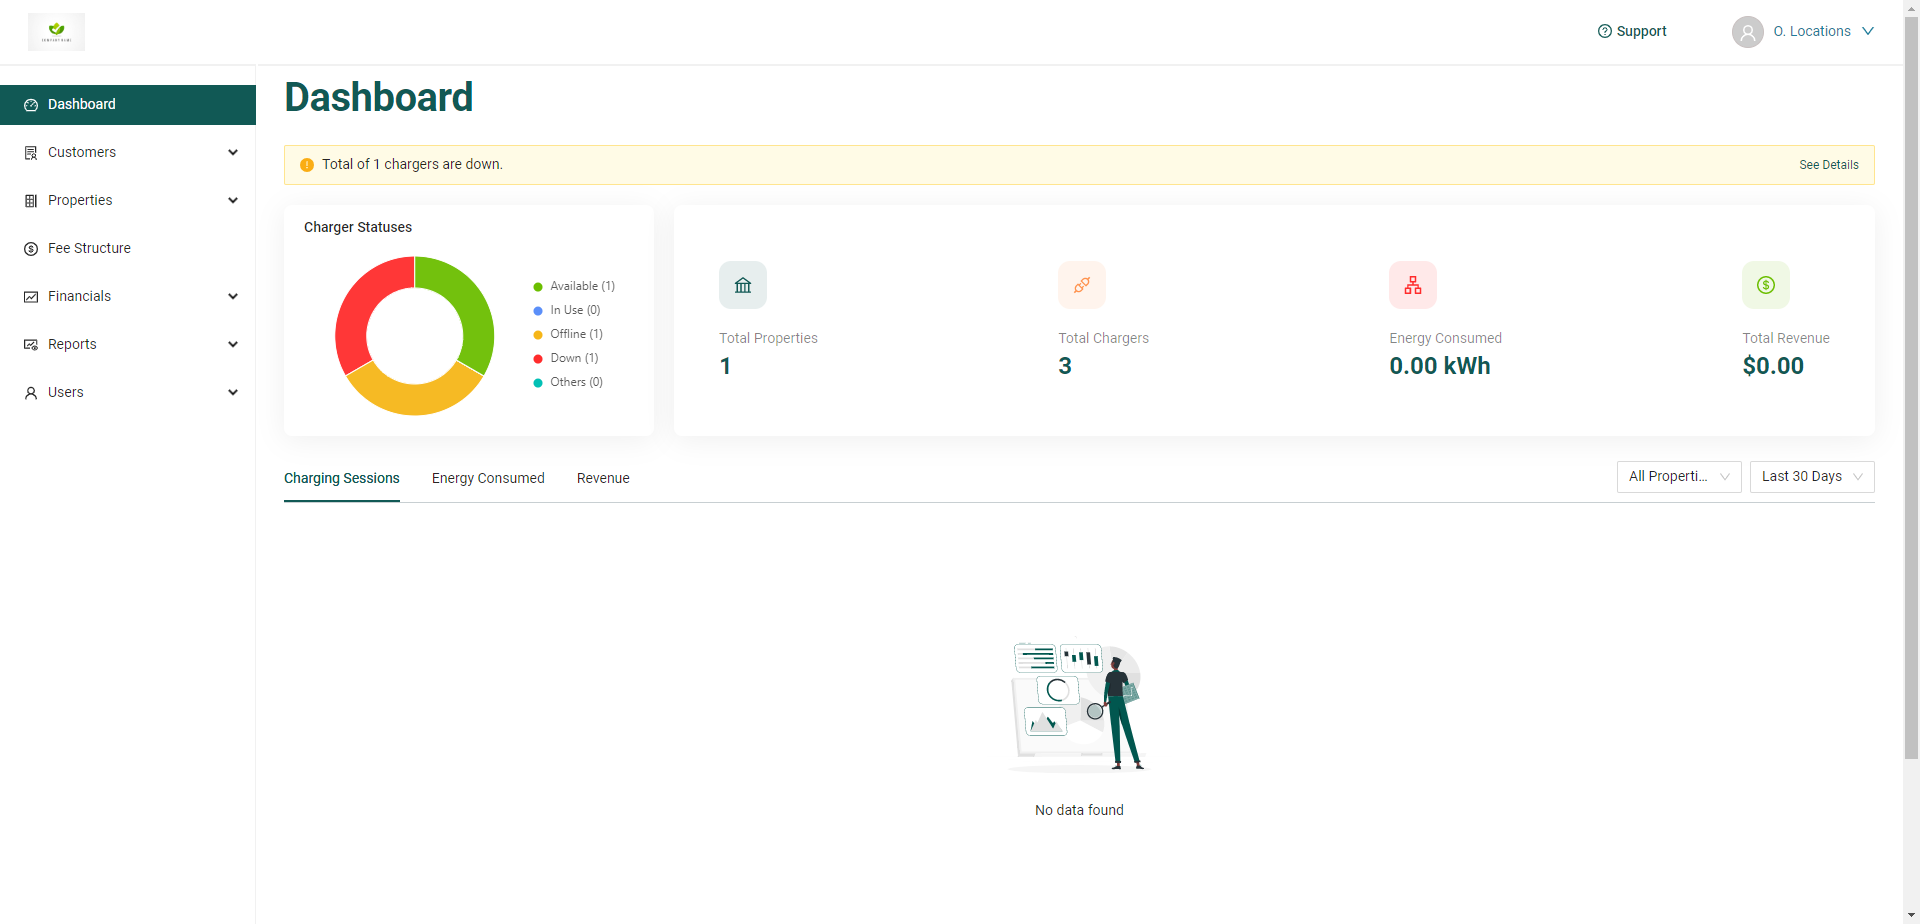 Support
O. Locations
Dashboard
Customers
Properties
Fee Structure
Financials
Reports
Users
Dashboard
Total of 1 chargers are down.
See Details
Charger Statuses
Available (1)
In Use (0)
Offline (1)
Down (1)
Others (0)
Total Properties
1
Total Chargers
3
Energy Consumed
0.00 kWh
Total Revenue
$0.00
Charging Sessions
Energy Consumed
Revenue
All Properti...
Last 30 Days
No data found